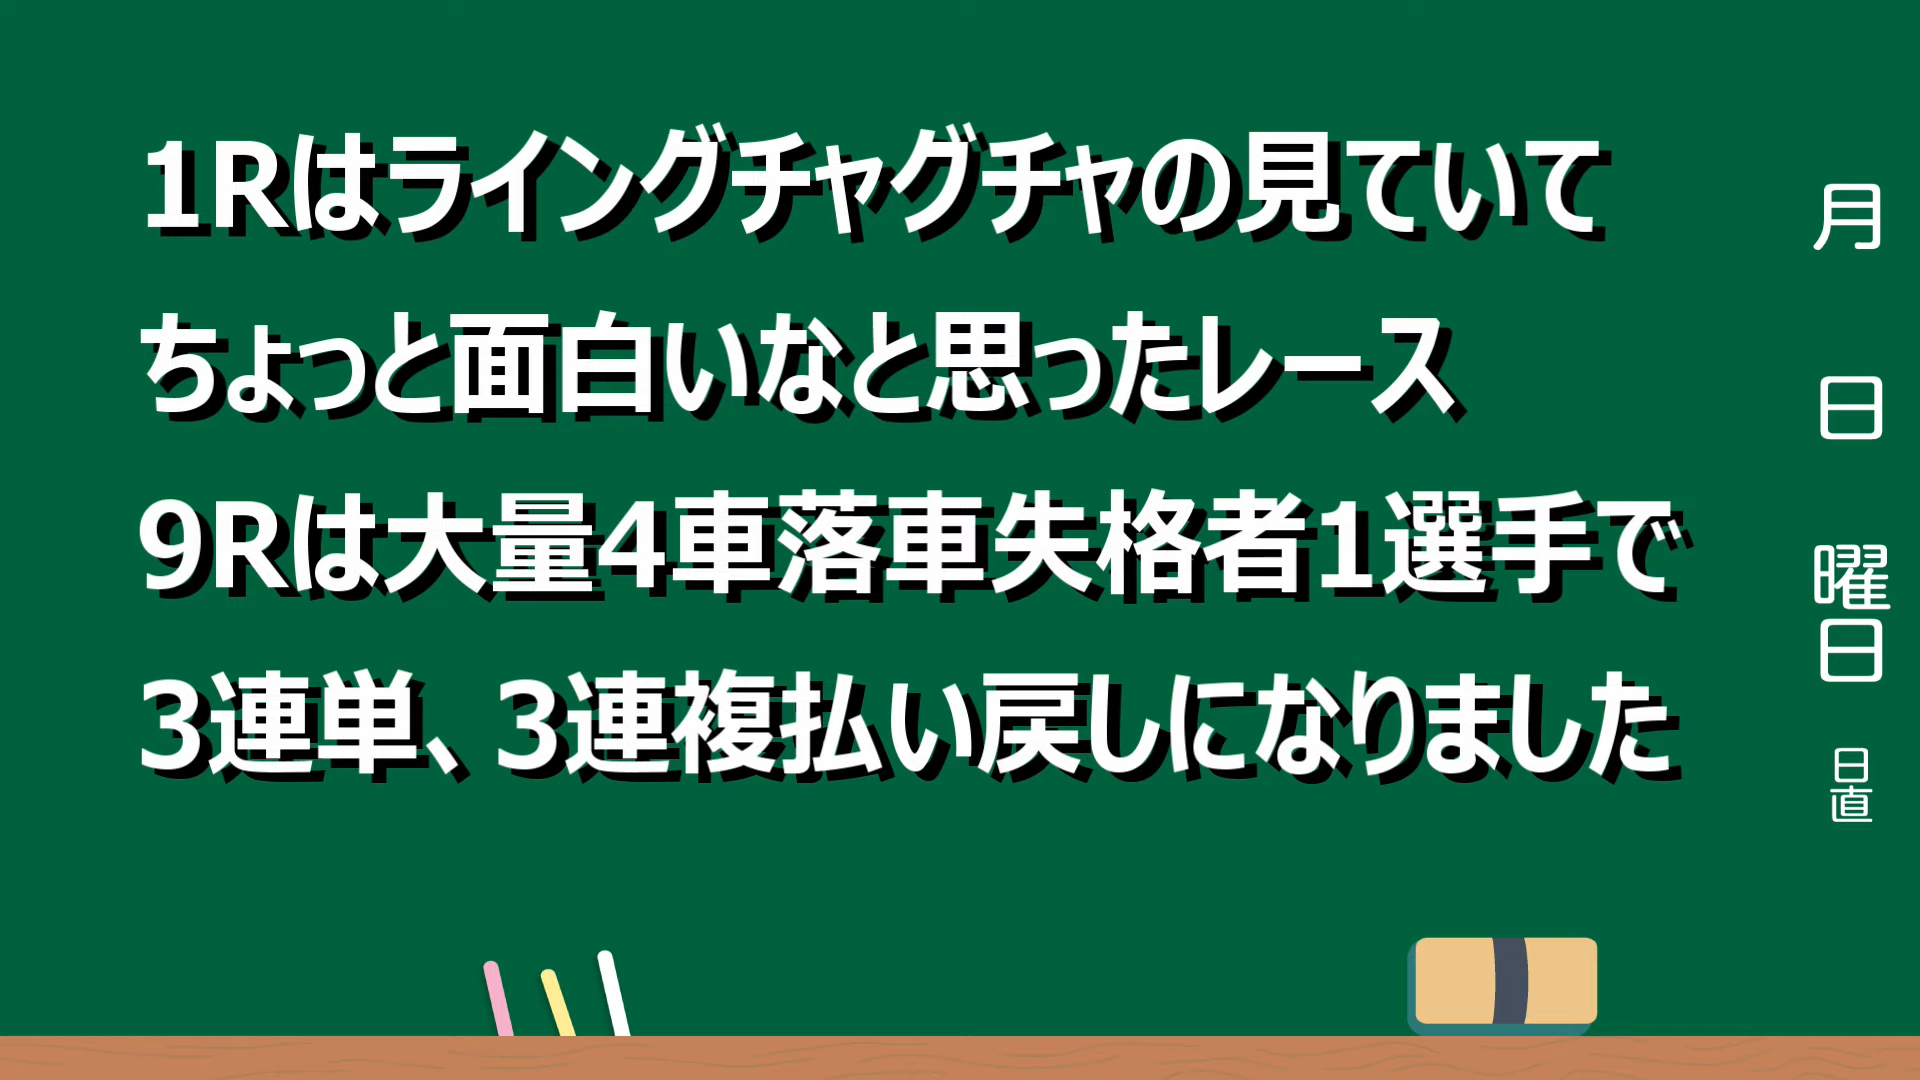 1Rはライングチャグチャの見ていて
ちょっと面白いなと思ったレース
9Rは大量4車落車失格者1選手で
3連単、3連複払い戻しになりました
月
日
曜日
日直